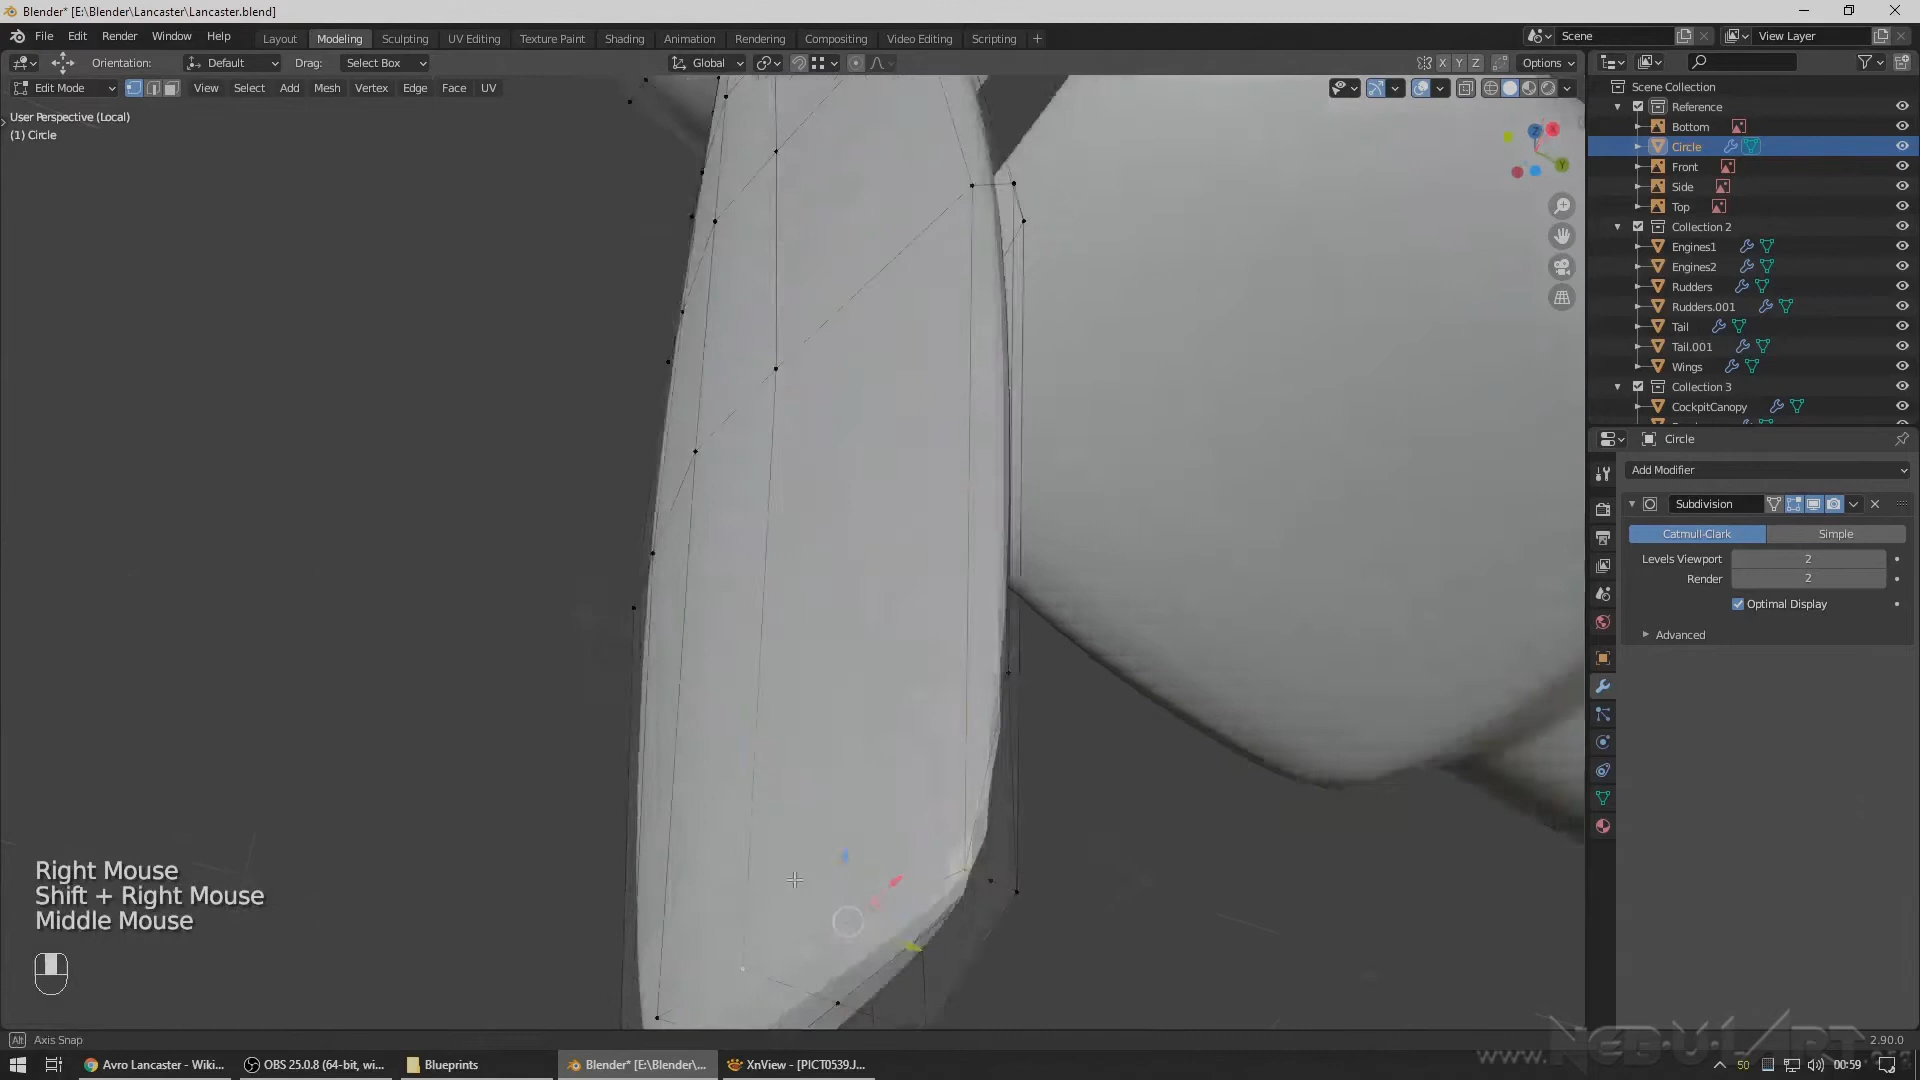 Blender* [E:\Blender\Lancaster\Lancaster.blend]
File Edit Render Window Help
Layout Modeling Sculpting UV Editing Texture Paint Shading Animation Rendering Compositing Video Editing Scripting +
Scene
View Layer
Orientation: Default Drag: Select Box
Global
X Y Z
Options
Edit Mode View Select Add Mesh Vertex Edge Face UV
User Perspective (Local)
(1) Circle
Scene Collection
Reference
Bottom
Circle
Front
Side
Top
Collection 2
Engines1
Engines2
Rudders
Rudders.001
Tail
Tail.001
Wings
Collection 3
CockpitCanopy
Circle
Add Modifier
Subdivision
Catmull-Clark Simple
Levels Viewport 2
Render 2
Optimal Display
Advanced
Right Mouse
Shift + Right Mouse
Middle Mouse
Alt Axis Snap
2.90.0
Avro Lancaster - Wiki...
OBS 25.0.8 (64-bit, wi...
Blueprints
Blender* [E:\Blender\...
XnView - [PICT0539.J...
50
00:59